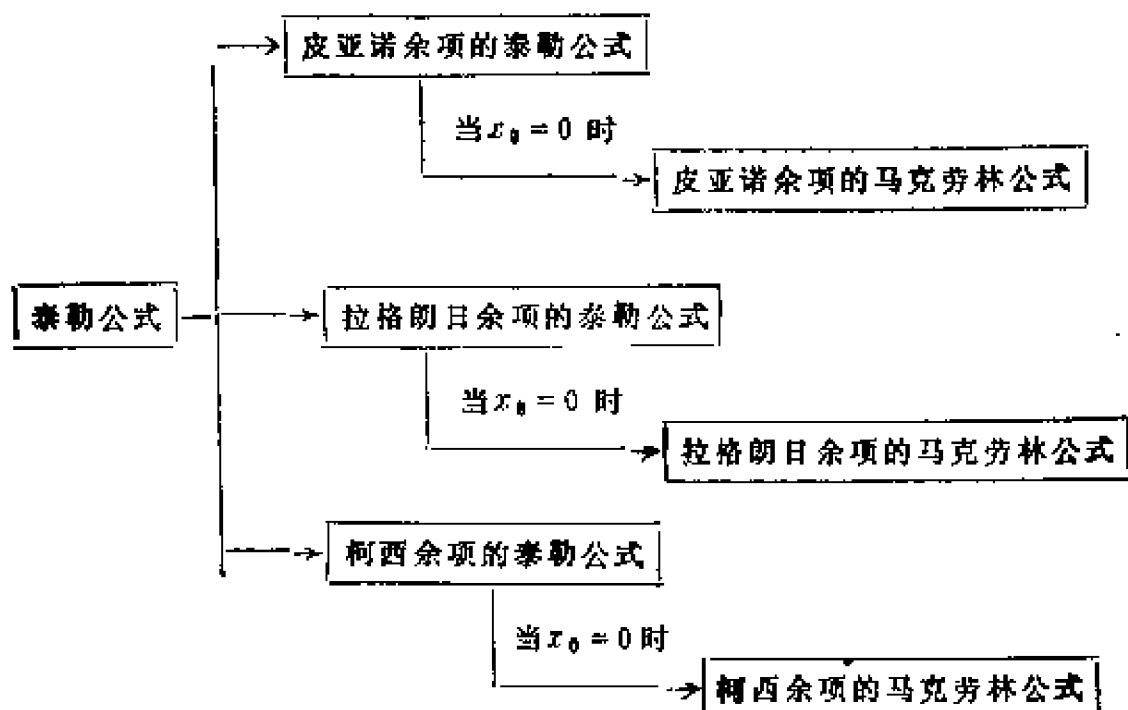 皮亚诺余项的泰勒公式
当x₀=0 时
皮亚诺余项的马克劳林公式
泰勒公式
拉格朗日余项的泰勒公式
当x₀=0 时
拉格朗日余项的马克劳林公式
柯西余项的泰勒公式
当x₀=0时
柯西余项的马克劳林公式